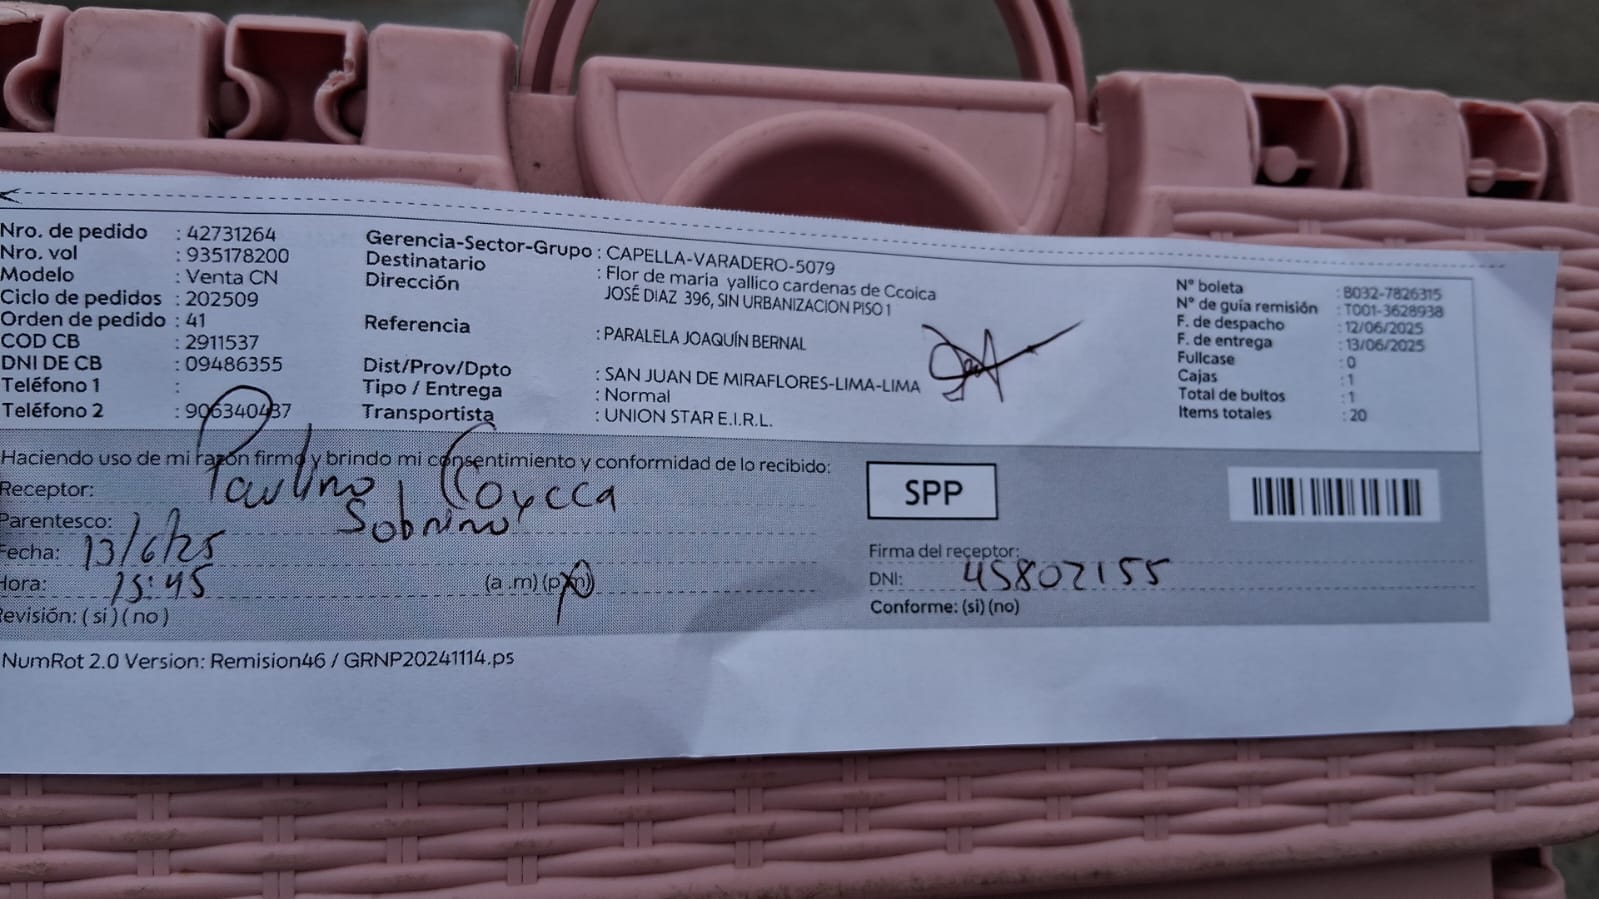 Nro. de pedido : 42731264
Nro. vol : 935178200
Modelo : Venta CN
Ciclo de pedidos : 202509
Orden de pedido : 41
COD CB : 2911537
DNI DE CB : 09486355
Teléfono 1 :
Teléfono 2 : 906340437
Gerencia-Sector-Grupo : CAPELLA-VARADERO-5079
Destinatario : Flor de maria yallico cardenas de Ccoica
Dirección JOSÉ DIAZ 396, SIN URBANIZACION PISO 1
Referencia : PARALELA JOAQUÍN BERNAL
Dist/Prov/Dpto : SAN JUAN DE MIRAFLORES-LIMA-LIMA
Tipo / Entrega : Normal
Transportista : UNION STAR E.I.R.L.
N° boleta : B032-7826315
N° de guía remisión : T001-3628938
F. de despacho : 12/06/2025
F. de entrega : 13/06/2025
Fullcase : 0
Cajas : 1
Total de bultos : 1
Items totales : 20
Haciendo uso de mi razón firmo y brindo mi consentimiento y conformidad de lo recibido:
Receptor: Paulino
Parentesco: Sobrino
Fecha: 13/6/25
Hora: 15:45 (a .m) (p.m)
Revisión: ( si ) ( no )
SPP
Firma del receptor:
DNI: 45802155
Conforme: (si) (no)
NumRot 2.0 Version: Remision46 / GRNP20241114.ps